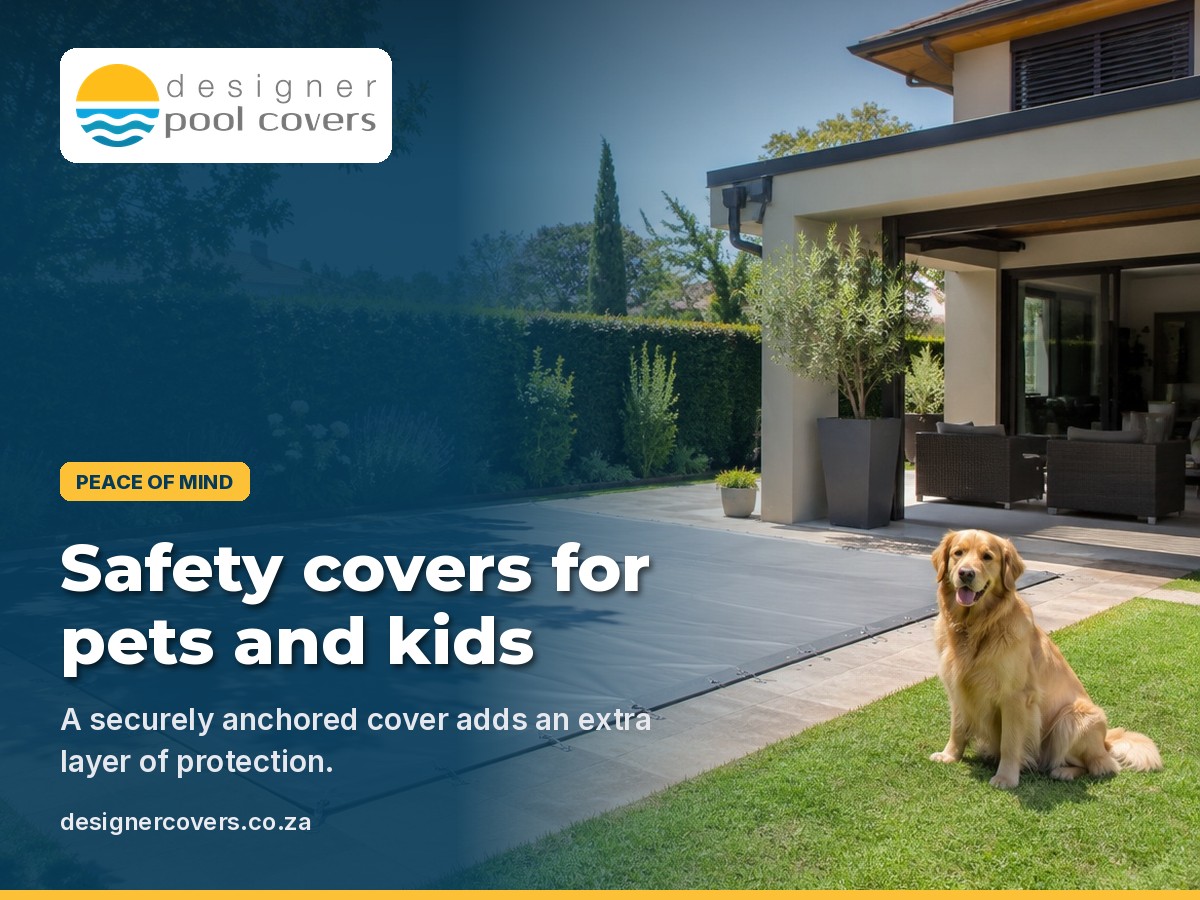 designer
pool covers
PEACE OF MIND
Safety covers for
pets and kids
A securely anchored cover adds an extra
layer of protection.
designercovers.co.za